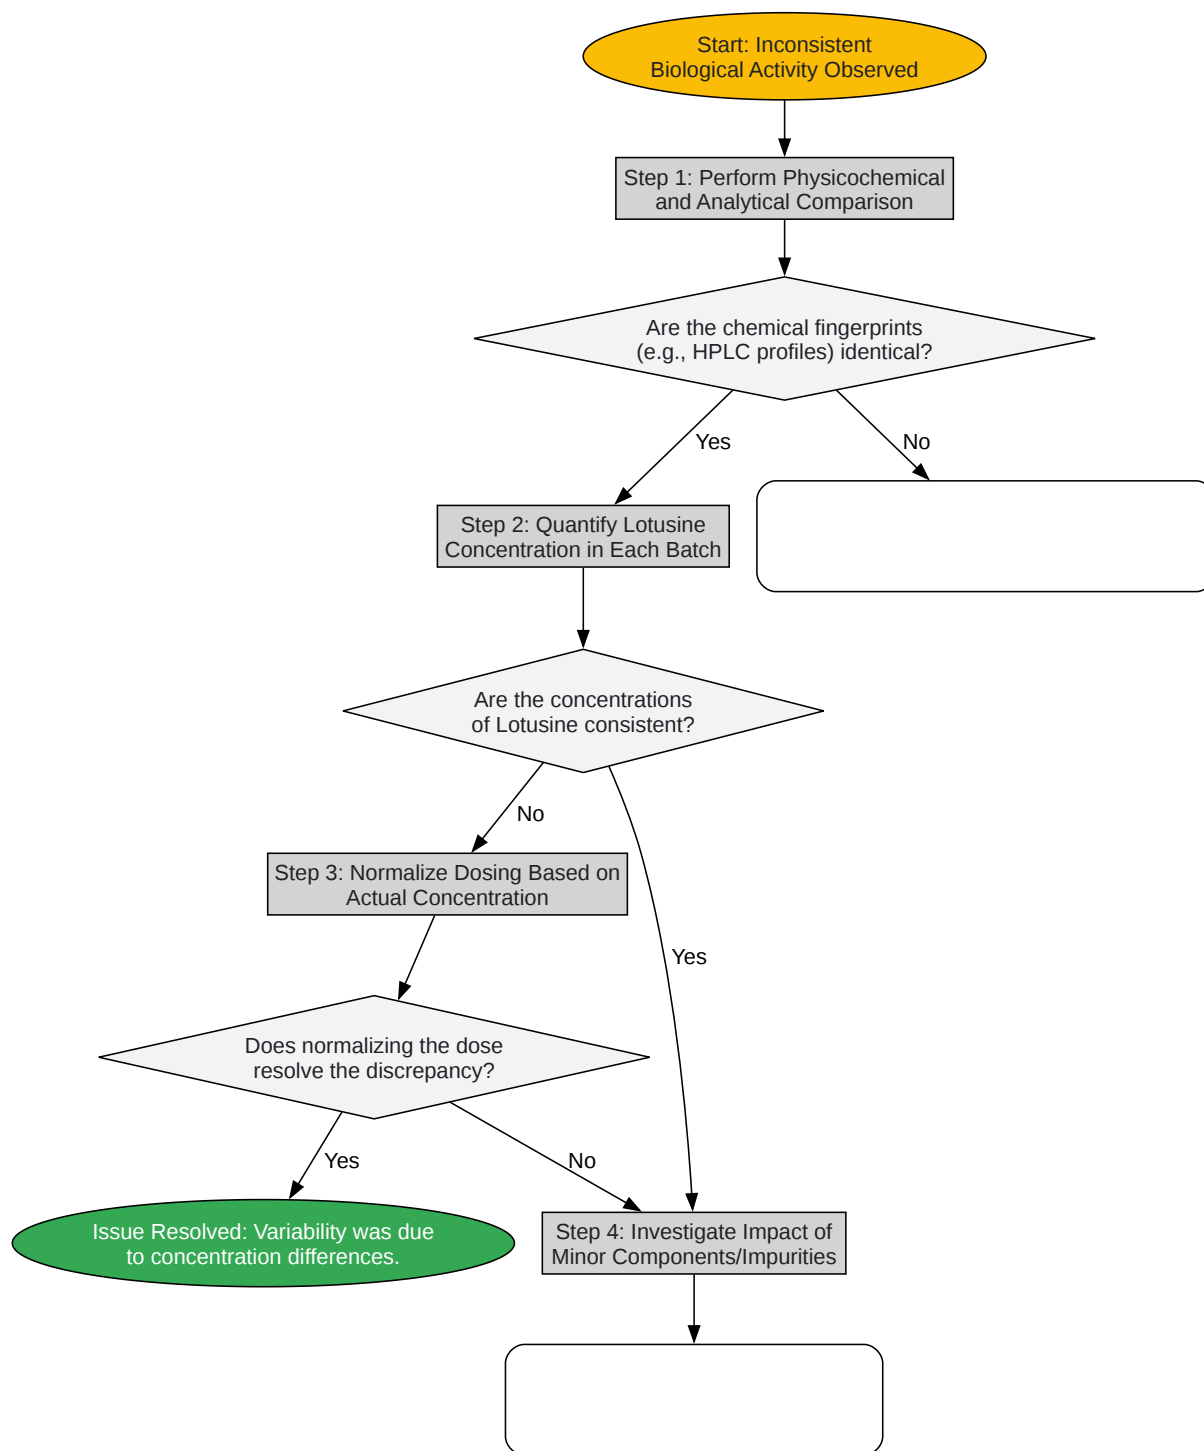 Start: Inconsistent
Biological Activity Observed
Step 1: Perform Physicochemical
and Analytical Comparison
Are the chemical fingerprints
(e.g., HPLC profiles) identical?
Yes
No
Step 2: Quantify Lotusine
Concentration in Each Batch
Are the concentrations
of Lotusine consistent?
No
Step 3: Normalize Dosing Based on
Actual Concentration
Yes
Does normalizing the dose
resolve the discrepancy?
Yes
No
Issue Resolved: Variability was due
to concentration differences.
Step 4: Investigate Impact of
Minor Components/Impurities